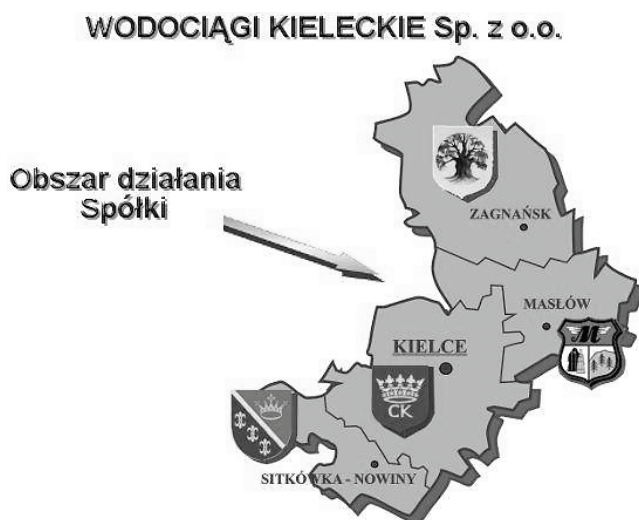 WODOCIĄGI KIELECKIE Sp. z o.o.
Obszar działania
Spółki
ZAGNAŃSK
MASŁÓW
M
KIELCE
CK
SITKÓWKA - NOWINY